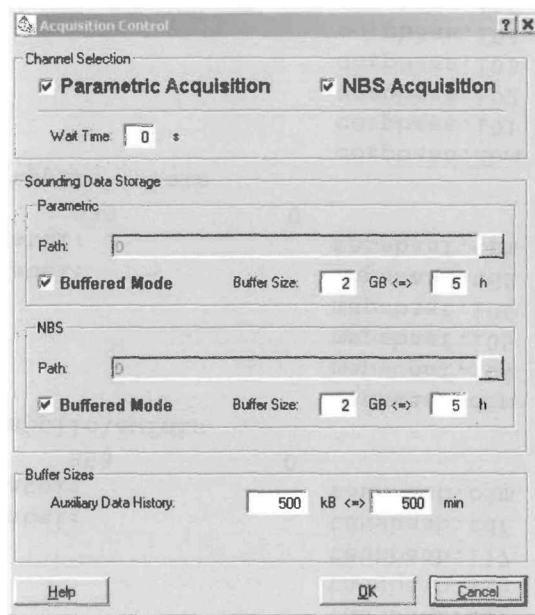 Acquisition Control
Channel Selection
Parametric Acquisition NBS Acquisition
Wait Time: 0 s
Sounding Data Storage
Parametric
Path: 0
Buffered Mode Buffer Size: 2 GB <=> 5 h
NBS
Path: 0
Buffered Mode Buffer Size: 2 GB <=> 5 h
Buffer Sizes
Auxiliary Data History: 500 kB <=> 500 min
Help OK Cancel